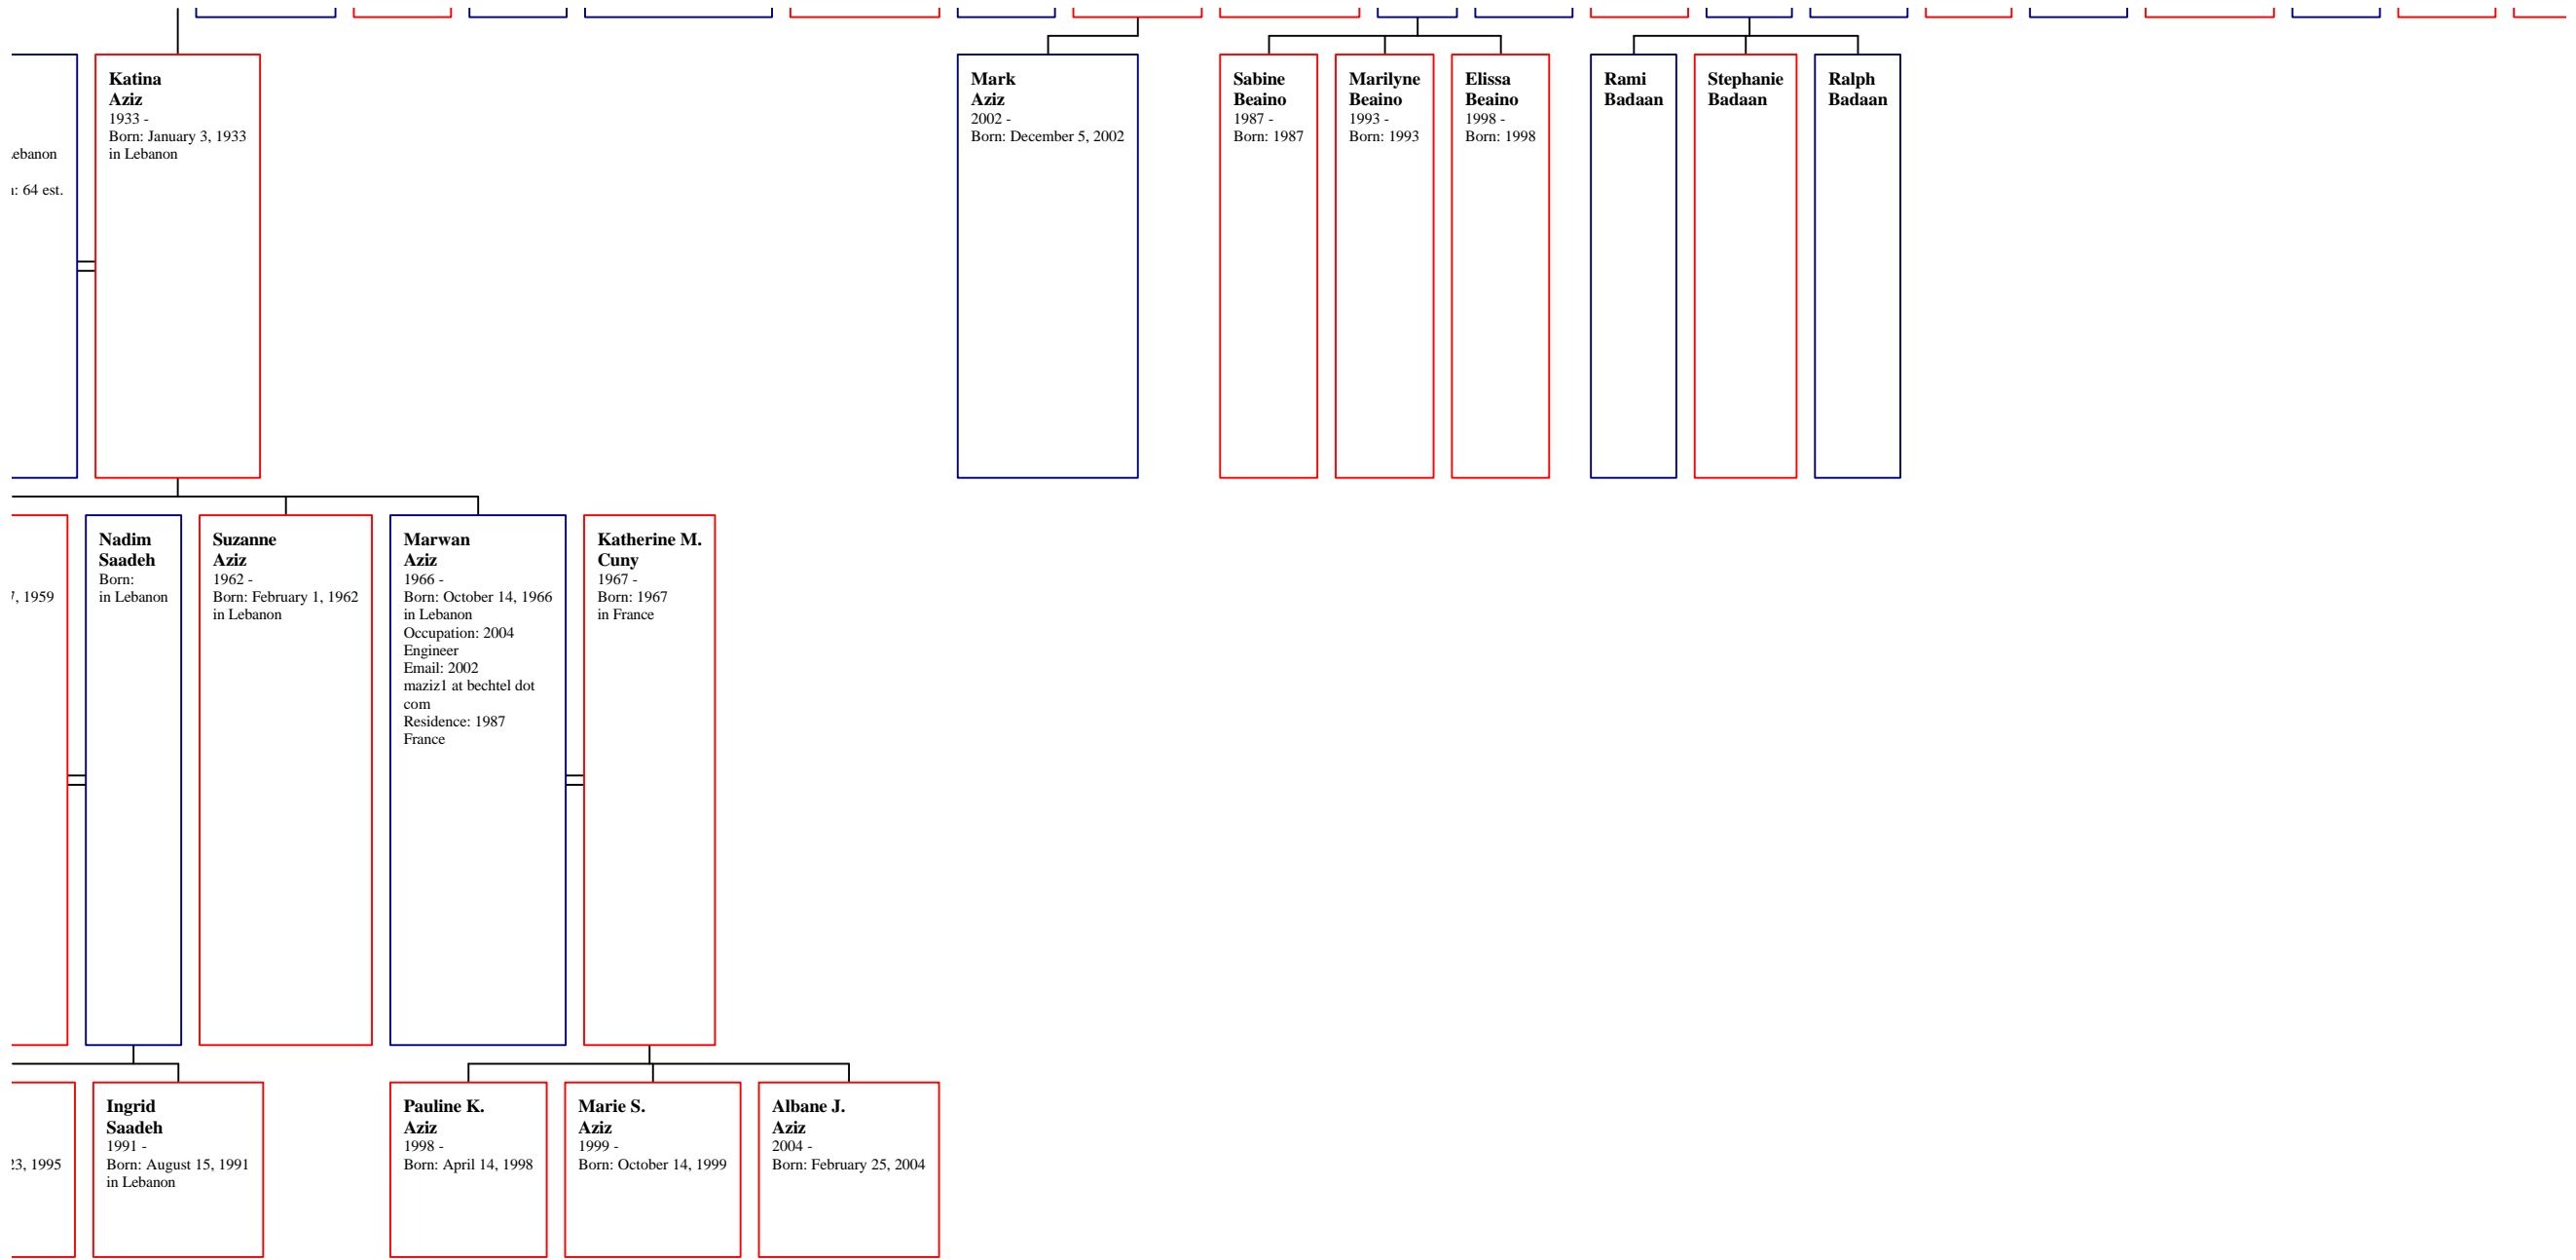 Lebanon
: 64 est.
Katina
Aziz
1933 -
Born: January 3, 1933
in Lebanon
Mark
Aziz
2002 -
Born: December 5, 2002
Sabine
Beaino
1987 -
Born: 1987
Marilyne
Beaino
1993 -
Born: 1993
Elissa
Beaino
1998 -
Born: 1998
Rami
Badaan
Stephanie
Badaan
Ralph
Badaan
, 1959
Nadim
Saadeh
Born:
in Lebanon
Suzanne
Aziz
1962 -
Born: February 1, 1962
in Lebanon
Marwan
Aziz
1966 -
Born: October 14, 1966
in Lebanon
Occupation: 2004
Engineer
Email: 2002
maziz1 at bechtel dot
com
Residence: 1987
France
Katherine M.
Cuny
1967 -
Born: 1967
in France
23, 1995
Ingrid
Saadeh
1991 -
Born: August 15, 1991
in Lebanon
Pauline K.
Aziz
1998 -
Born: April 14, 1998
Marie S.
Aziz
1999 -
Born: October 14, 1999
Albane J.
Aziz
2004 -
Born: February 25, 2004